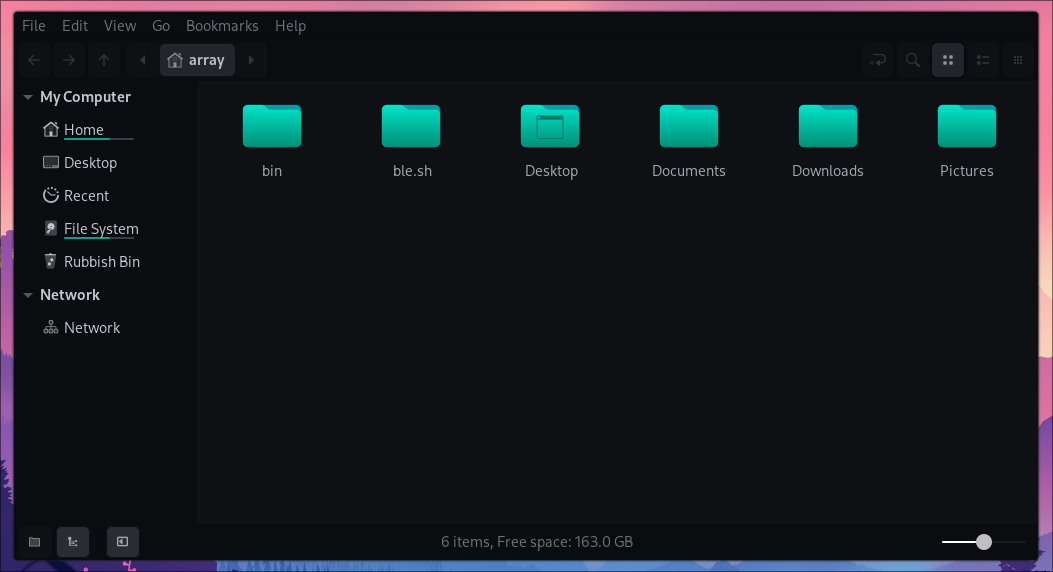 File Edit View Go Bookmarks Help
array
My Computer
Home
Desktop
Recent
File System
Rubbish Bin
Network
Network
bin ble.sh Desktop Documents Downloads Pictures
6 items, Free space: 163.0 GB